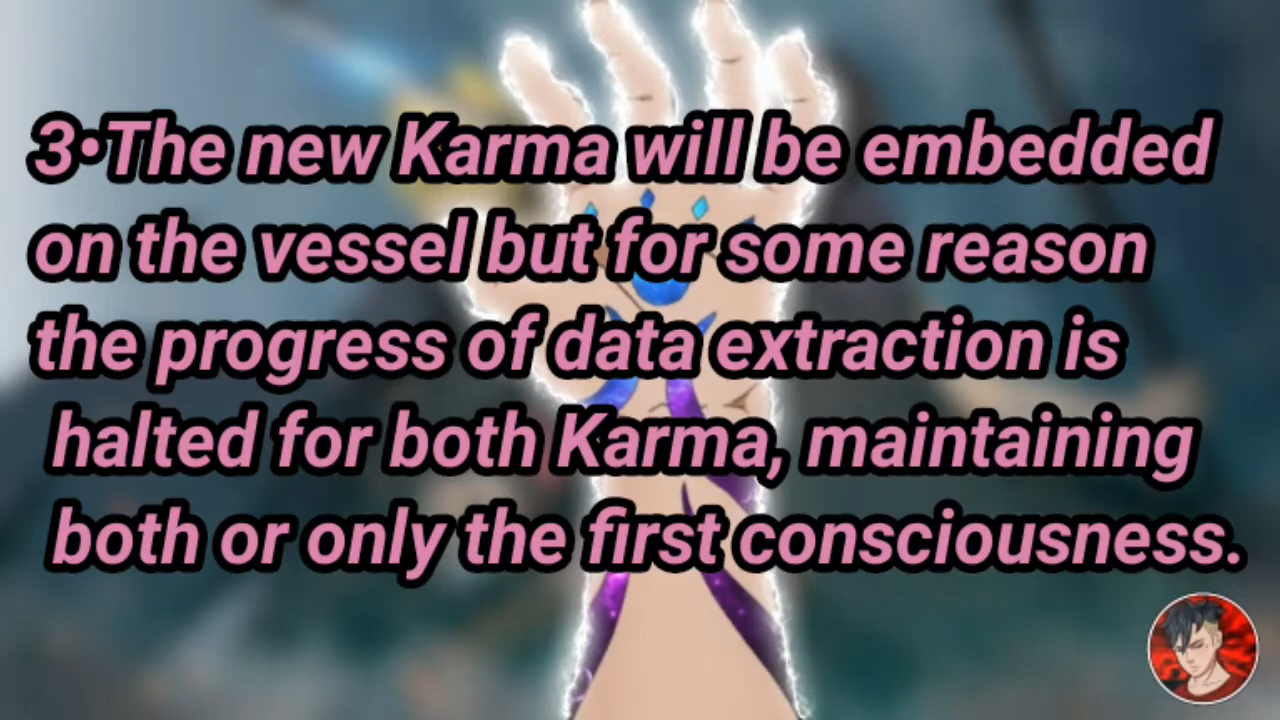 3•The new Karma will be embedded
on the vessel but for some reason
the progress of data extraction is
halted for both Karma, maintaining
both or only the first consciousness.